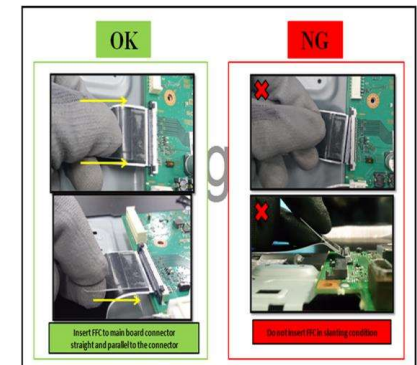 OK
NG
Insert FFC to main board connector
straight and parallel to the connector
Do not insert FFC in slanting condition
g